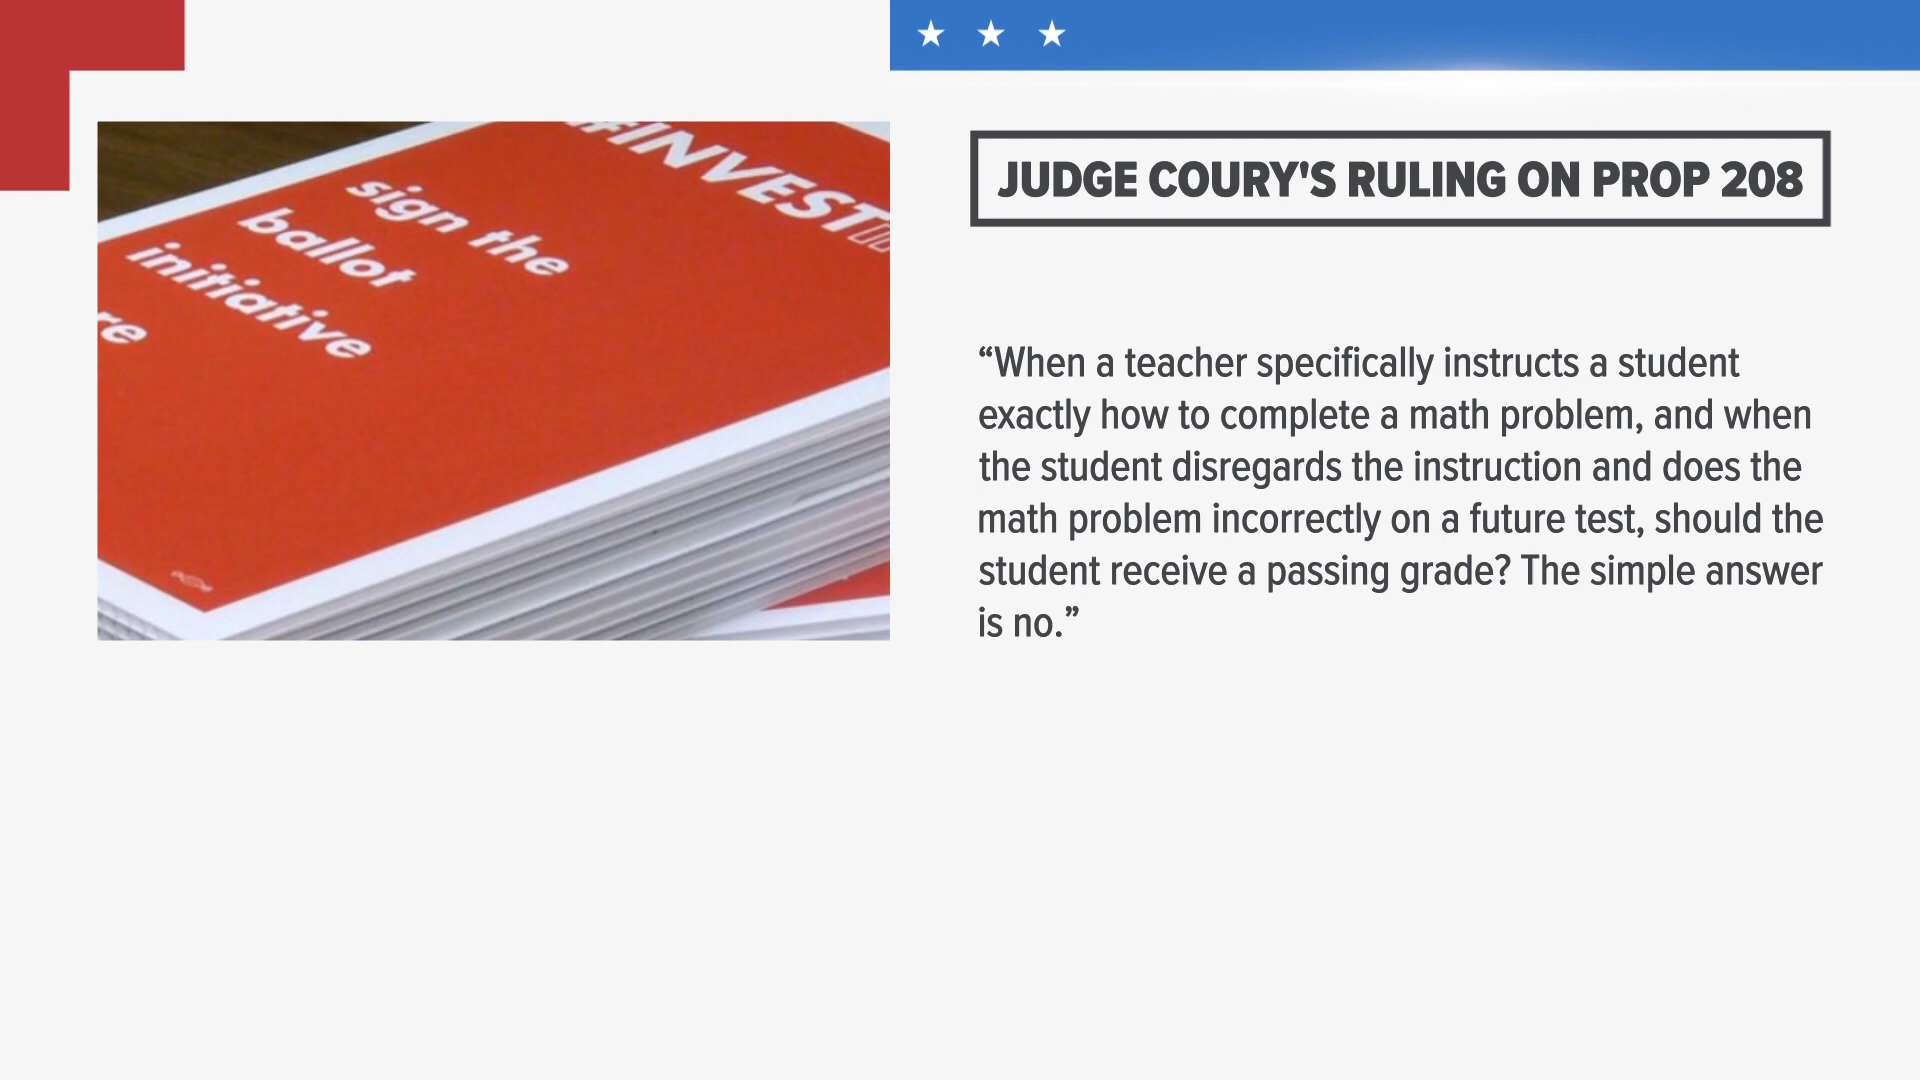 #INVEST
sign the
ballot
initiative
re
JUDGE COURY'S RULING ON PROP 208
“When a teacher specifically instructs a student
exactly how to complete a math problem, and when
the student disregards the instruction and does the
math problem incorrectly on a future test, should the
student receive a passing grade? The simple answer
is no.”